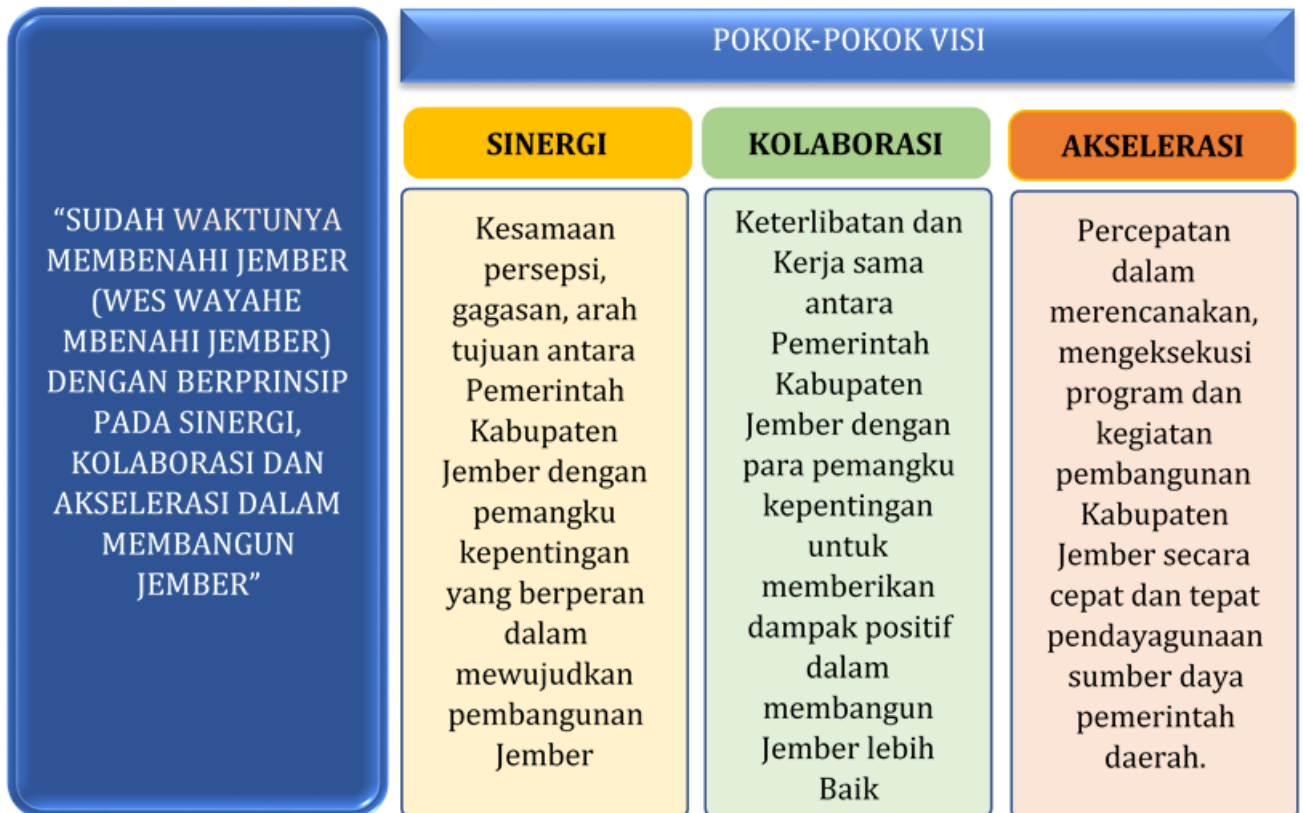 “SUDAH WAKTUNYA
MEMBENAHI JEMBER
(WES WAYAHE
MBENAHI JEMBER)
DENGAN BERPRINSIP
PADA SINERGI,
KOLABORASI DAN
AKSELERASI DALAM
MEMBANGUN
JEMBER”
POKOK-POKOK VISI
SINERGI
Kesamaan
persepsi,
gagasan, arah
tujuan antara
Pemerintah
Kabupaten
Jember dengan
pemangku
kepentingan
yang berperan
dalam
mewujudkan
pembangunan
Jember
KOLABORASI
Keterlibatan dan
Kerja sama
antara
Pemerintah
Kabupaten
Jember dengan
para pemangku
kepentingan
untuk
memberikan
dampak positif
dalam
membangun
Jember lebih
Baik
AKSELERASI
Percepatan
dalam
merencanakan,
mengeksekusi
program dan
kegiatan
pembangunan
Kabupaten
Jember secara
cepat dan tepat
pendayagunaan
sumber daya
pemerintah
daerah.